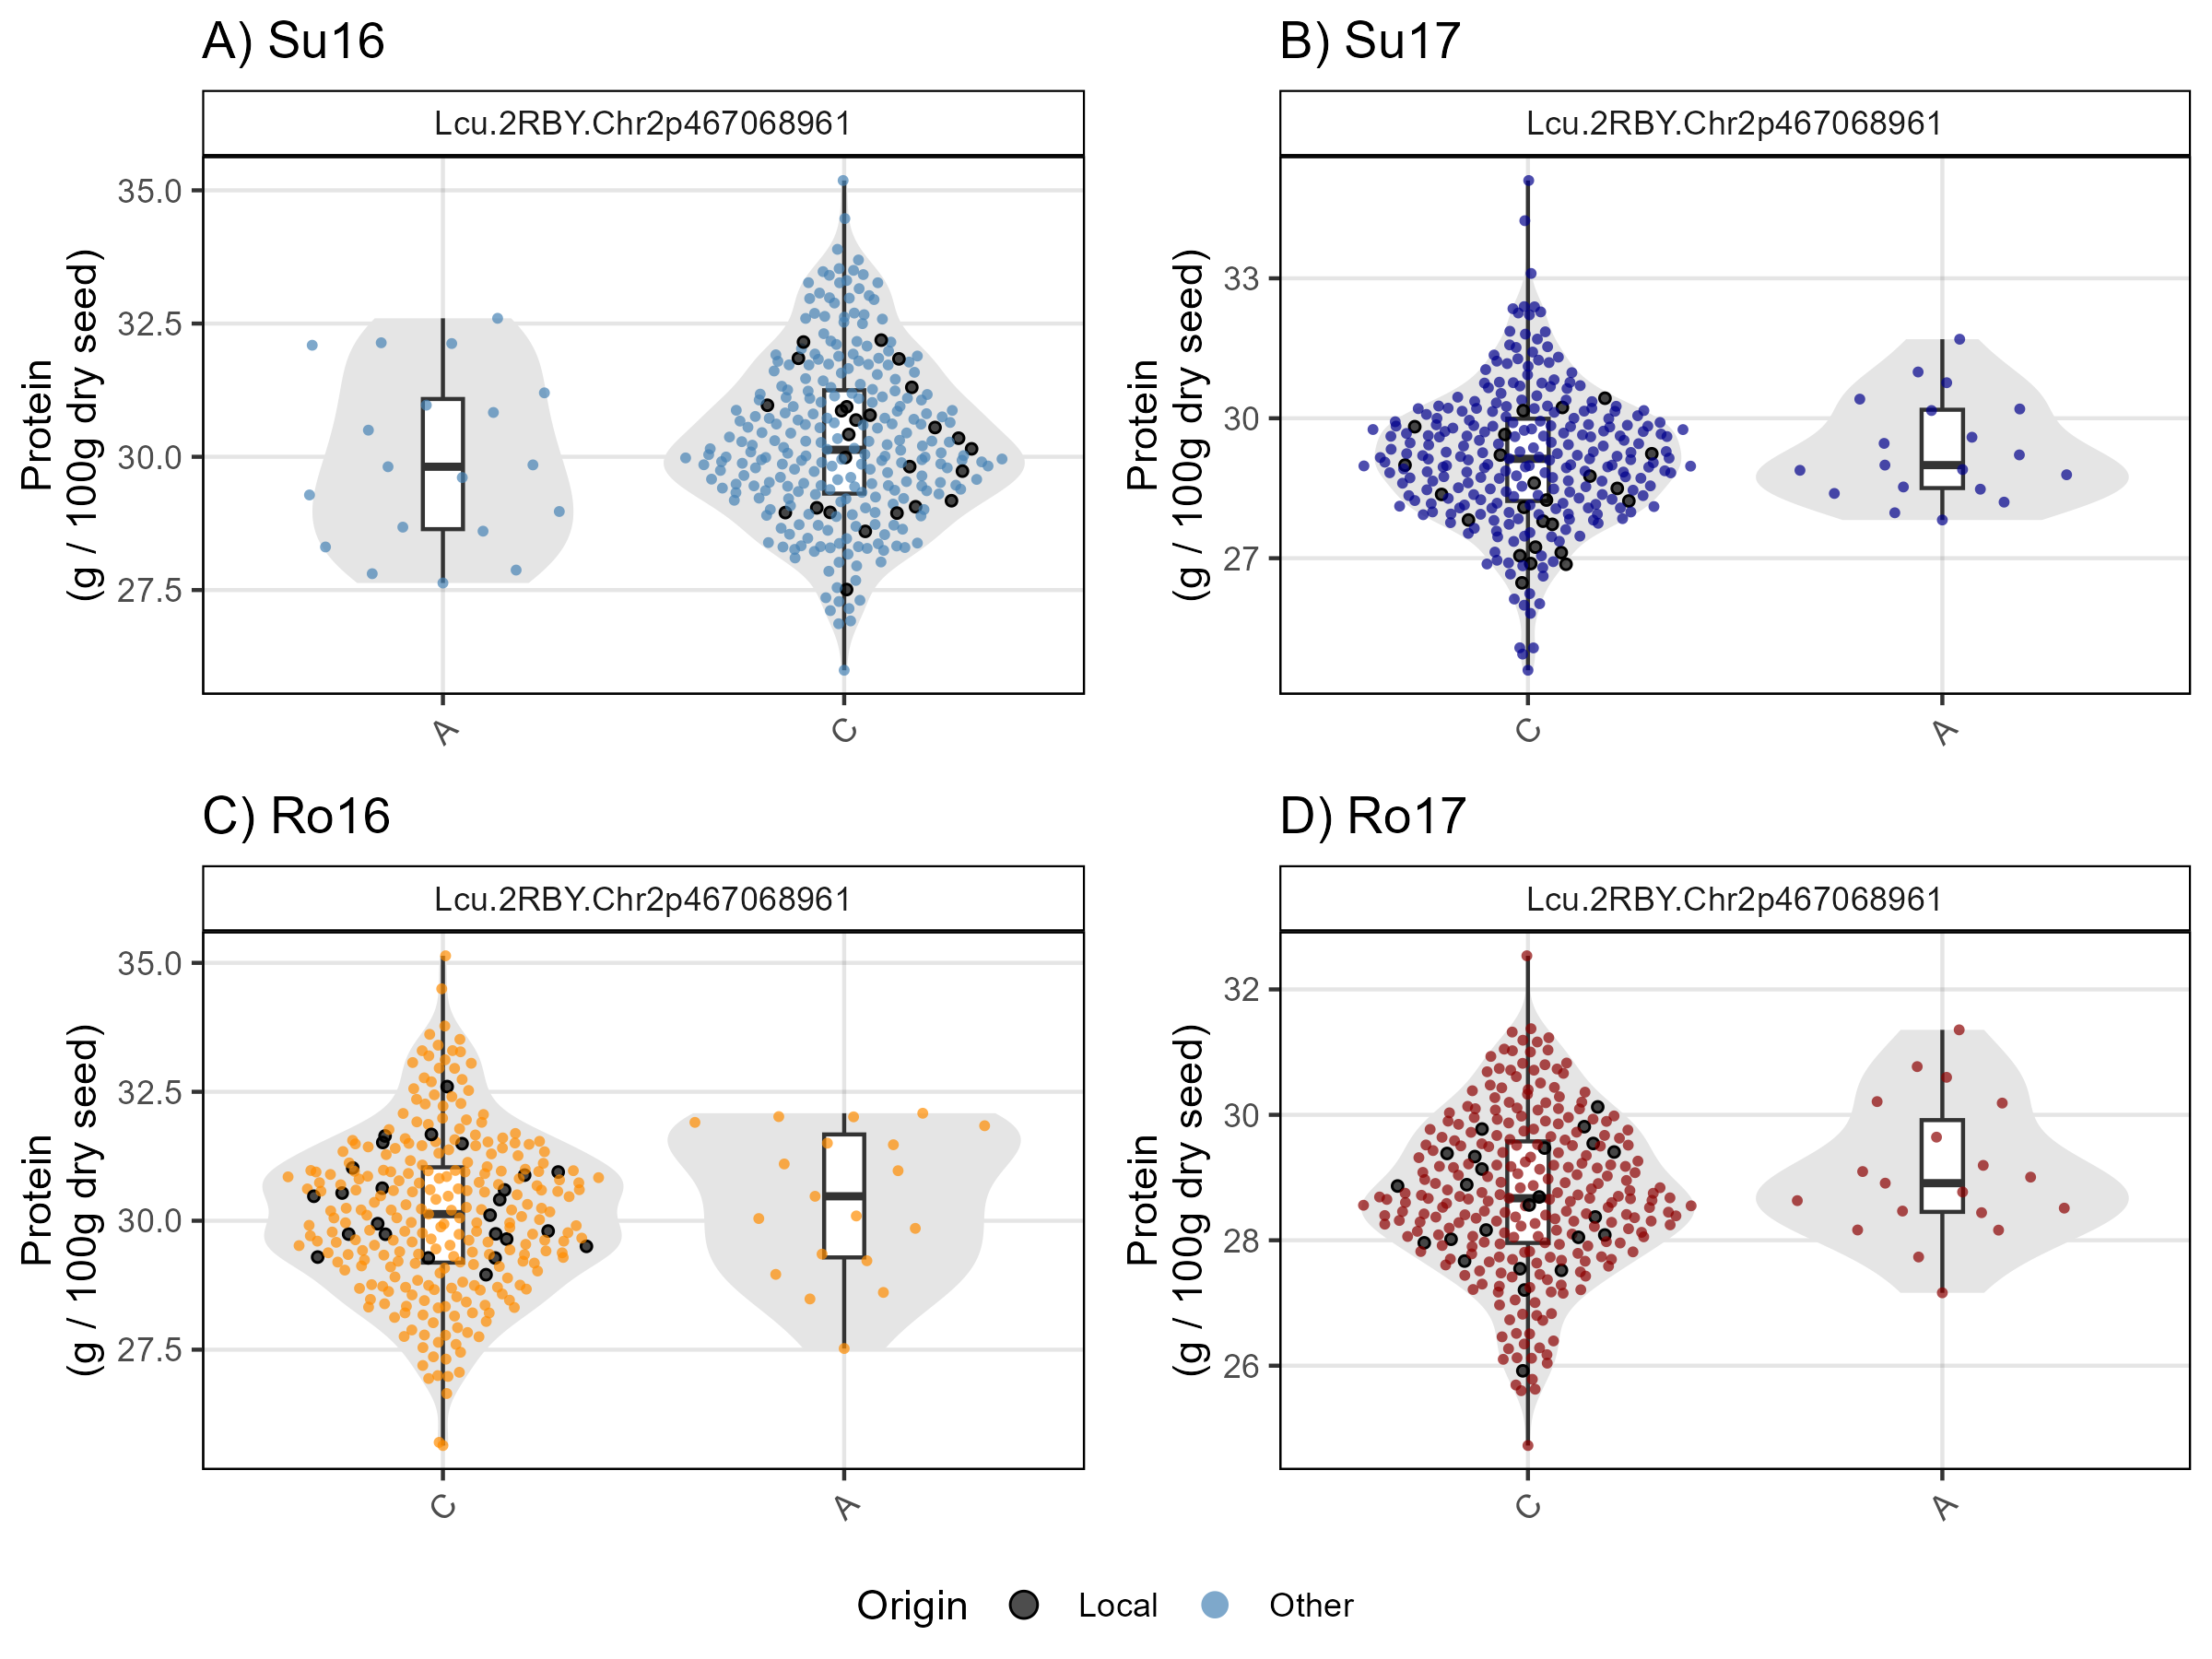 A) Su16
Lcu.2RBY.Chr2p467068961
Protein
(g / 100g dry seed)
35.0
32.5
30.0
27.5
A
C
B) Su17
Lcu.2RBY.Chr2p467068961
Protein
(g / 100g dry seed)
33
30
27
C
A
C) Ro16
Lcu.2RBY.Chr2p467068961
Protein
(g / 100g dry seed)
35.0
32.5
30.0
27.5
C
A
D) Ro17
Lcu.2RBY.Chr2p467068961
Protein
(g / 100g dry seed)
32
30
28
26
C
A
Origin Local Other